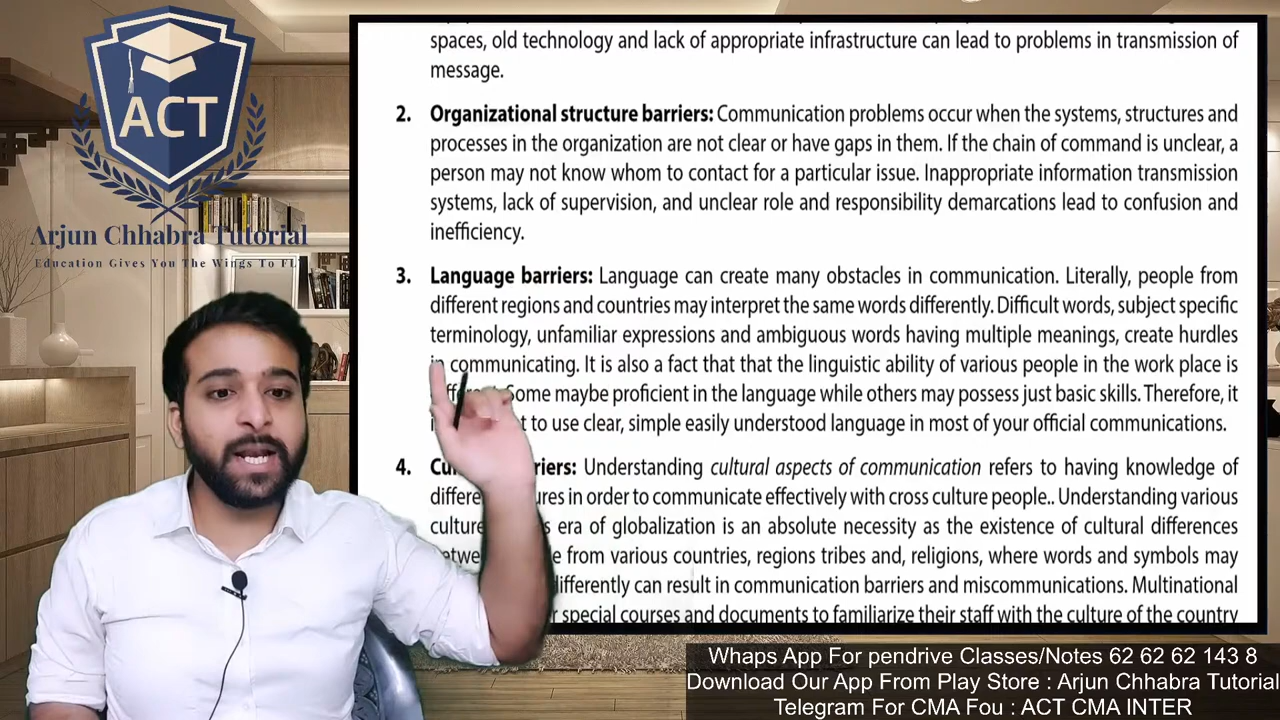 ACT
Arjun Chhabra Tutorial
Education Gives You The Wings To FL
spaces, old technology and lack of appropriate infrastructure can lead to problems in transmission of
message.
2. Organizational structure barriers: Communication problems occur when the systems, structures and
processes in the organization are not clear or have gaps in them. If the chain of command is unclear, a
person may not know whom to contact for a particular issue. Inappropriate information transmission
systems, lack of supervision, and unclear role and responsibility demarcations lead to confusion and
inefficiency.
3. Language barriers: Language can create many obstacles in communication. Literally, people from
different regions and countries may interpret the same words differently. Difficult words, subject specific
terminology, unfamiliar expressions and ambiguous words having multiple meanings, create hurdles
in communicating. It is also a fact that that the linguistic ability of various people in the work place is
Some maybe proficient in the language while others may possess just basic skills. Therefore, it
to use clear, simple easily understood language in most of your official communications.
4. Understanding cultural aspects of communication refers to having knowledge of
in order to communicate effectively with cross culture people.. Understanding various
era of globalization is an absolute necessity as the existence of cultural differences
from various countries, regions tribes and, religions, where words and symbols may
differently can result in communication barriers and miscommunications. Multinational
special courses and documents to familiarize their staff with the culture of the country
Whaps App For pendrive Classes/Notes 62 62 62 143 8
Download Our App From Play Store : Arjun Chhabra Tutorial
Telegram For CMA Fou : ACT CMA INTER